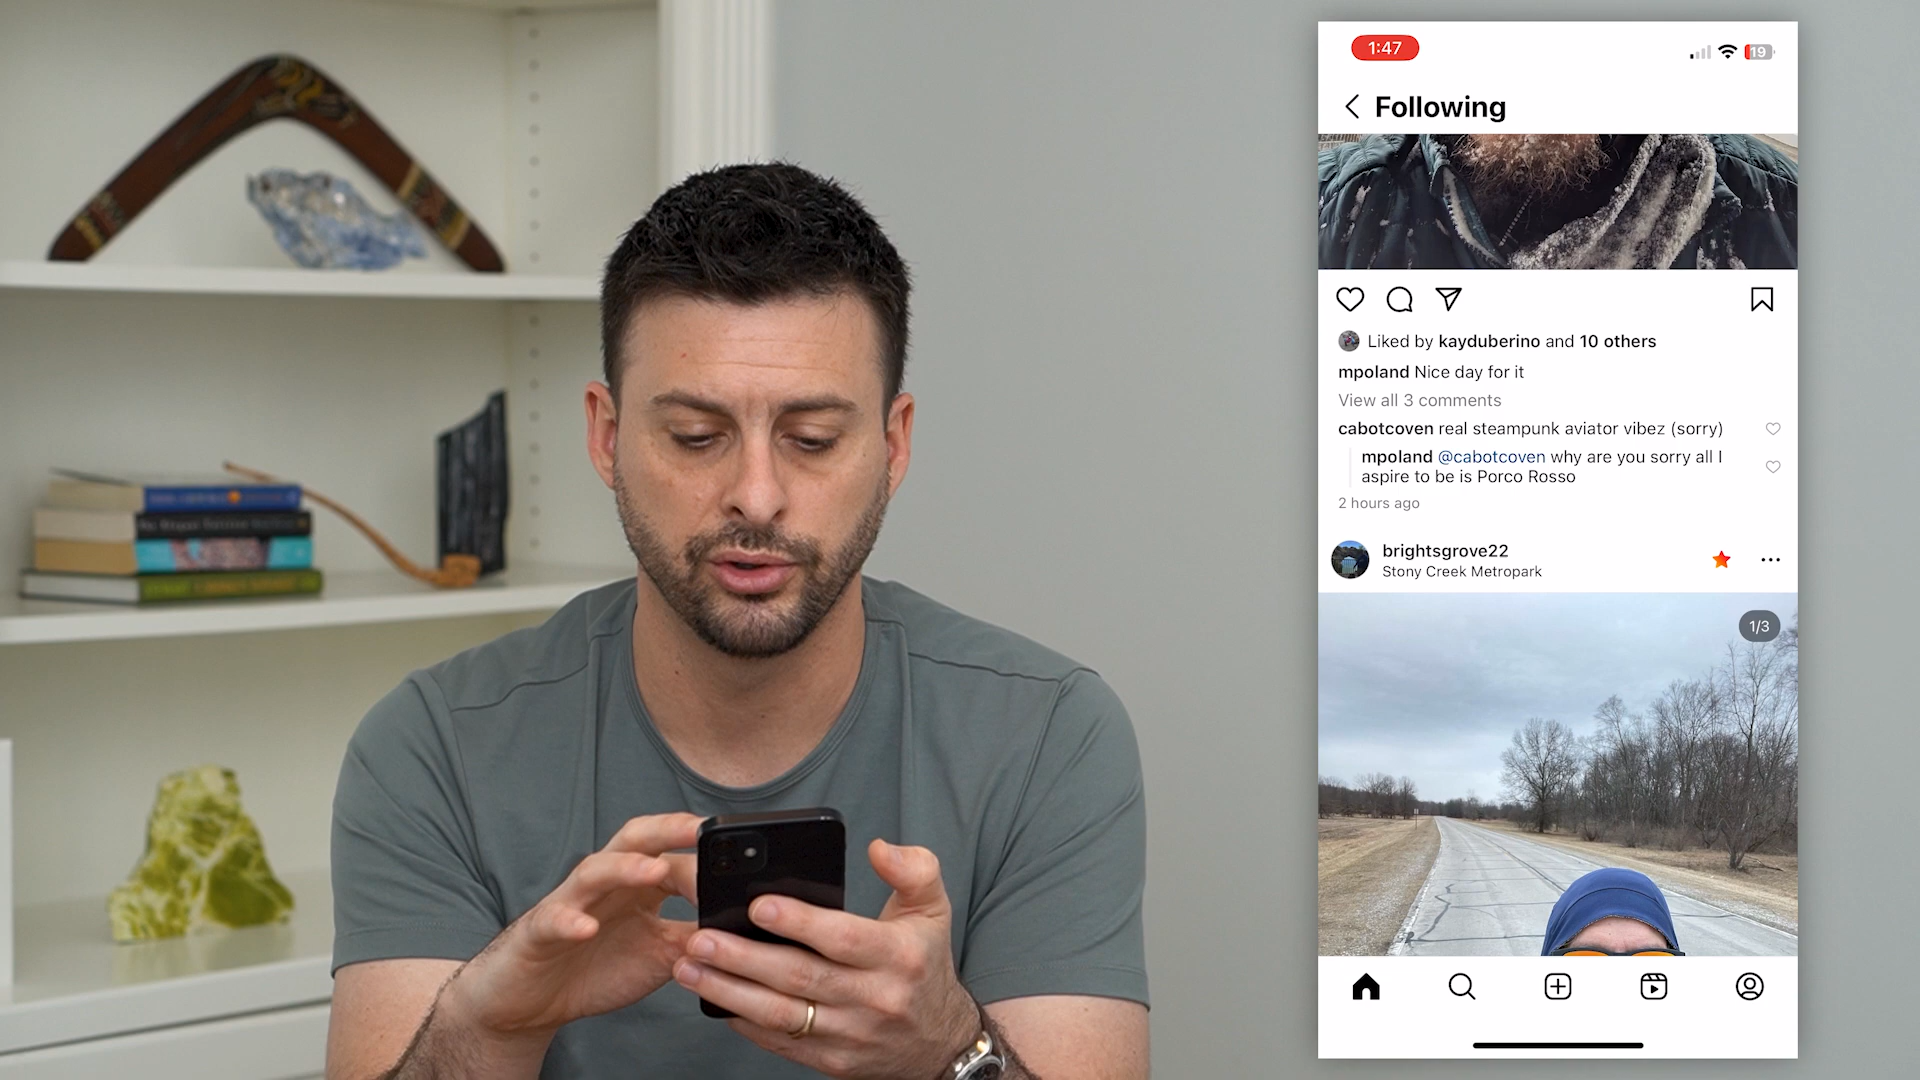 1:47
19
Following
Liked by kayduberino and 10 others
mpoland Nice day for it
View all 3 comments
cabotcoven real steampunk aviator vibez (sorry)
mpoland @cabotcoven why are you sorry all I
aspire to be is Porco Rosso
2 hours ago
brightsgrove22
Stony Creek Metropark
1/3